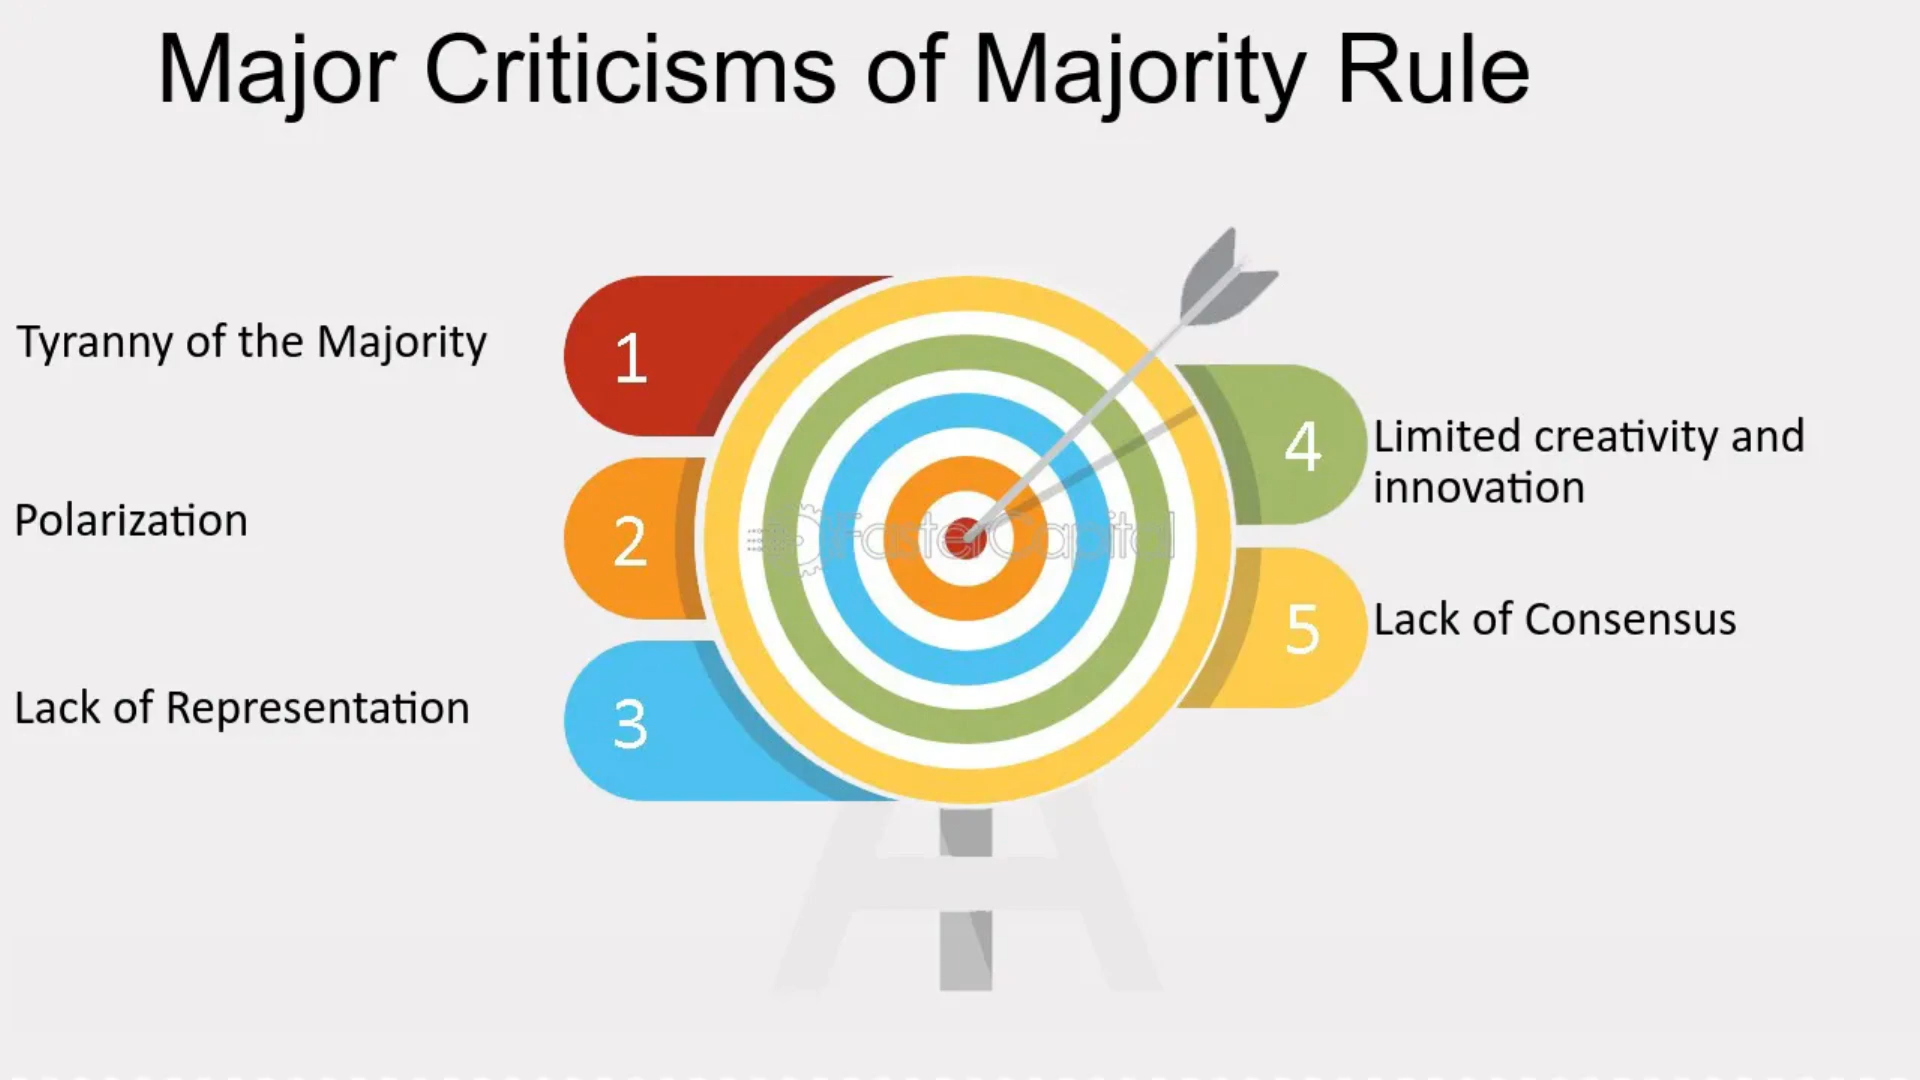 Major Criticisms of Majority Rule
Tyranny of the Majority
1
Polarization
2
Lack of Representation
3
4
Limited creativity and
innovation
5
Lack of Consensus
FasterCapital